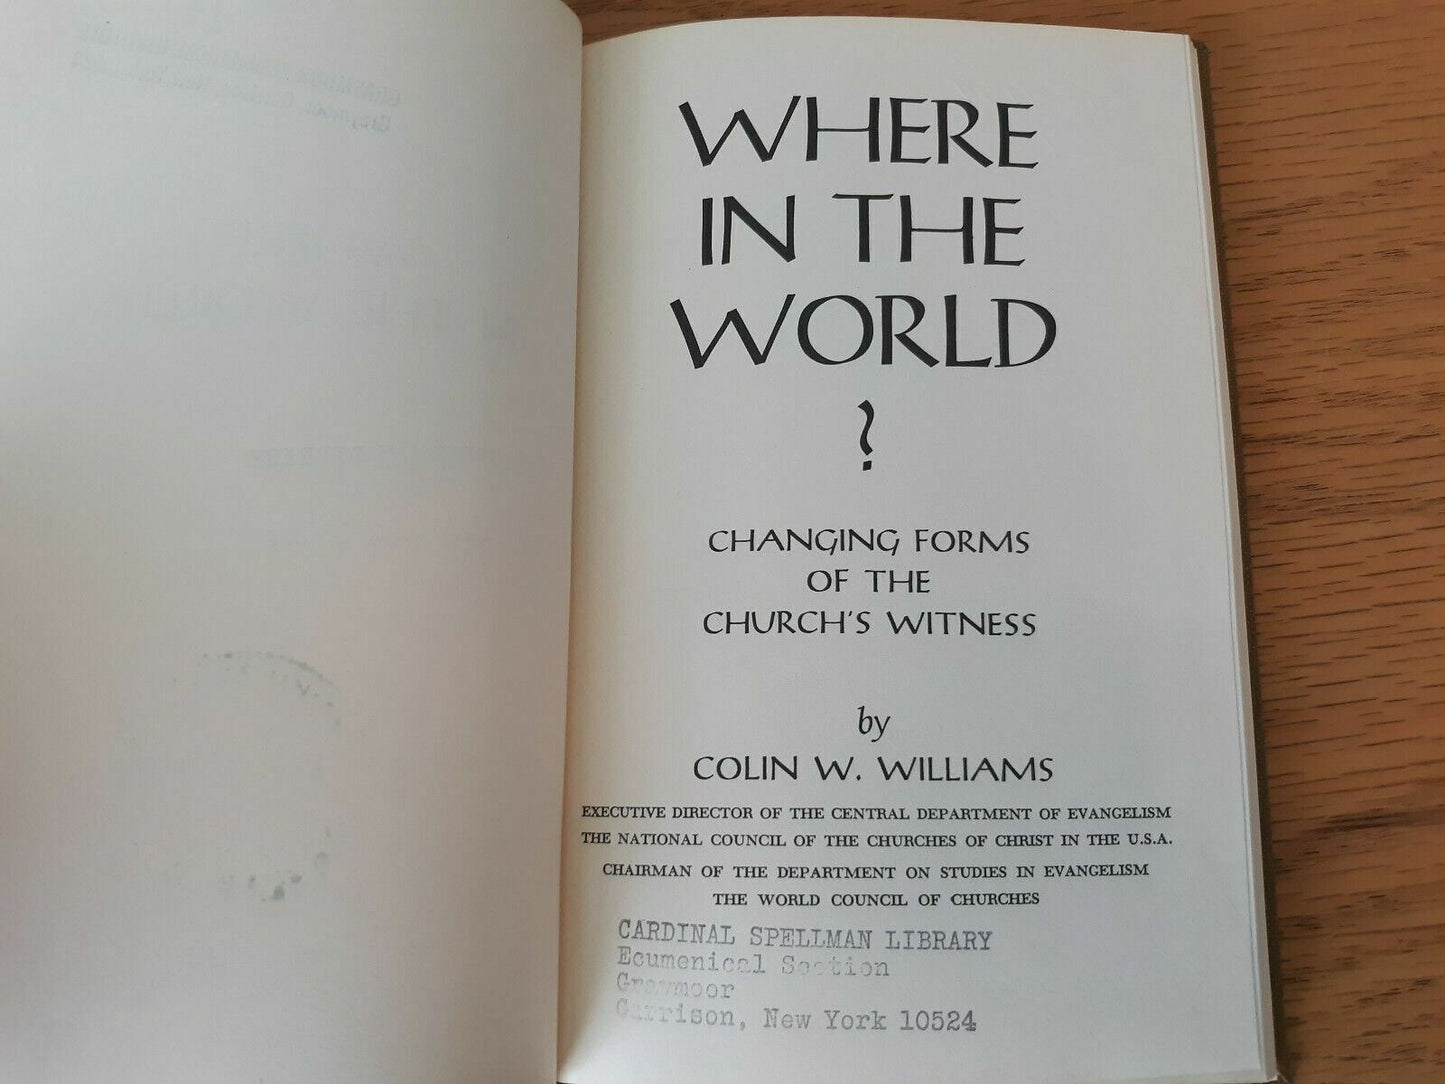 WHERE
IN THE
WORLD
?
CHANGING FORMS
OF THE
CHURCH'S WITNESS
by
COLIN W. WILLIAMS
EXECUTIVE DIRECTOR OF THE CENTRAL DEPARTMENT OF EVANGELISM
THE NATIONAL COUNCIL OF THE CHURCHES OF CHRIST IN THE U.S.A.
CHAIRMAN OF THE DEPARTMENT ON STUDIES IN EVANGELISM
THE WORLD COUNCIL OF CHURCHES
CARDINAL SPELLMAN LIBRARY
Ecumenical Section
Graymoor
Garrison, New York 10524